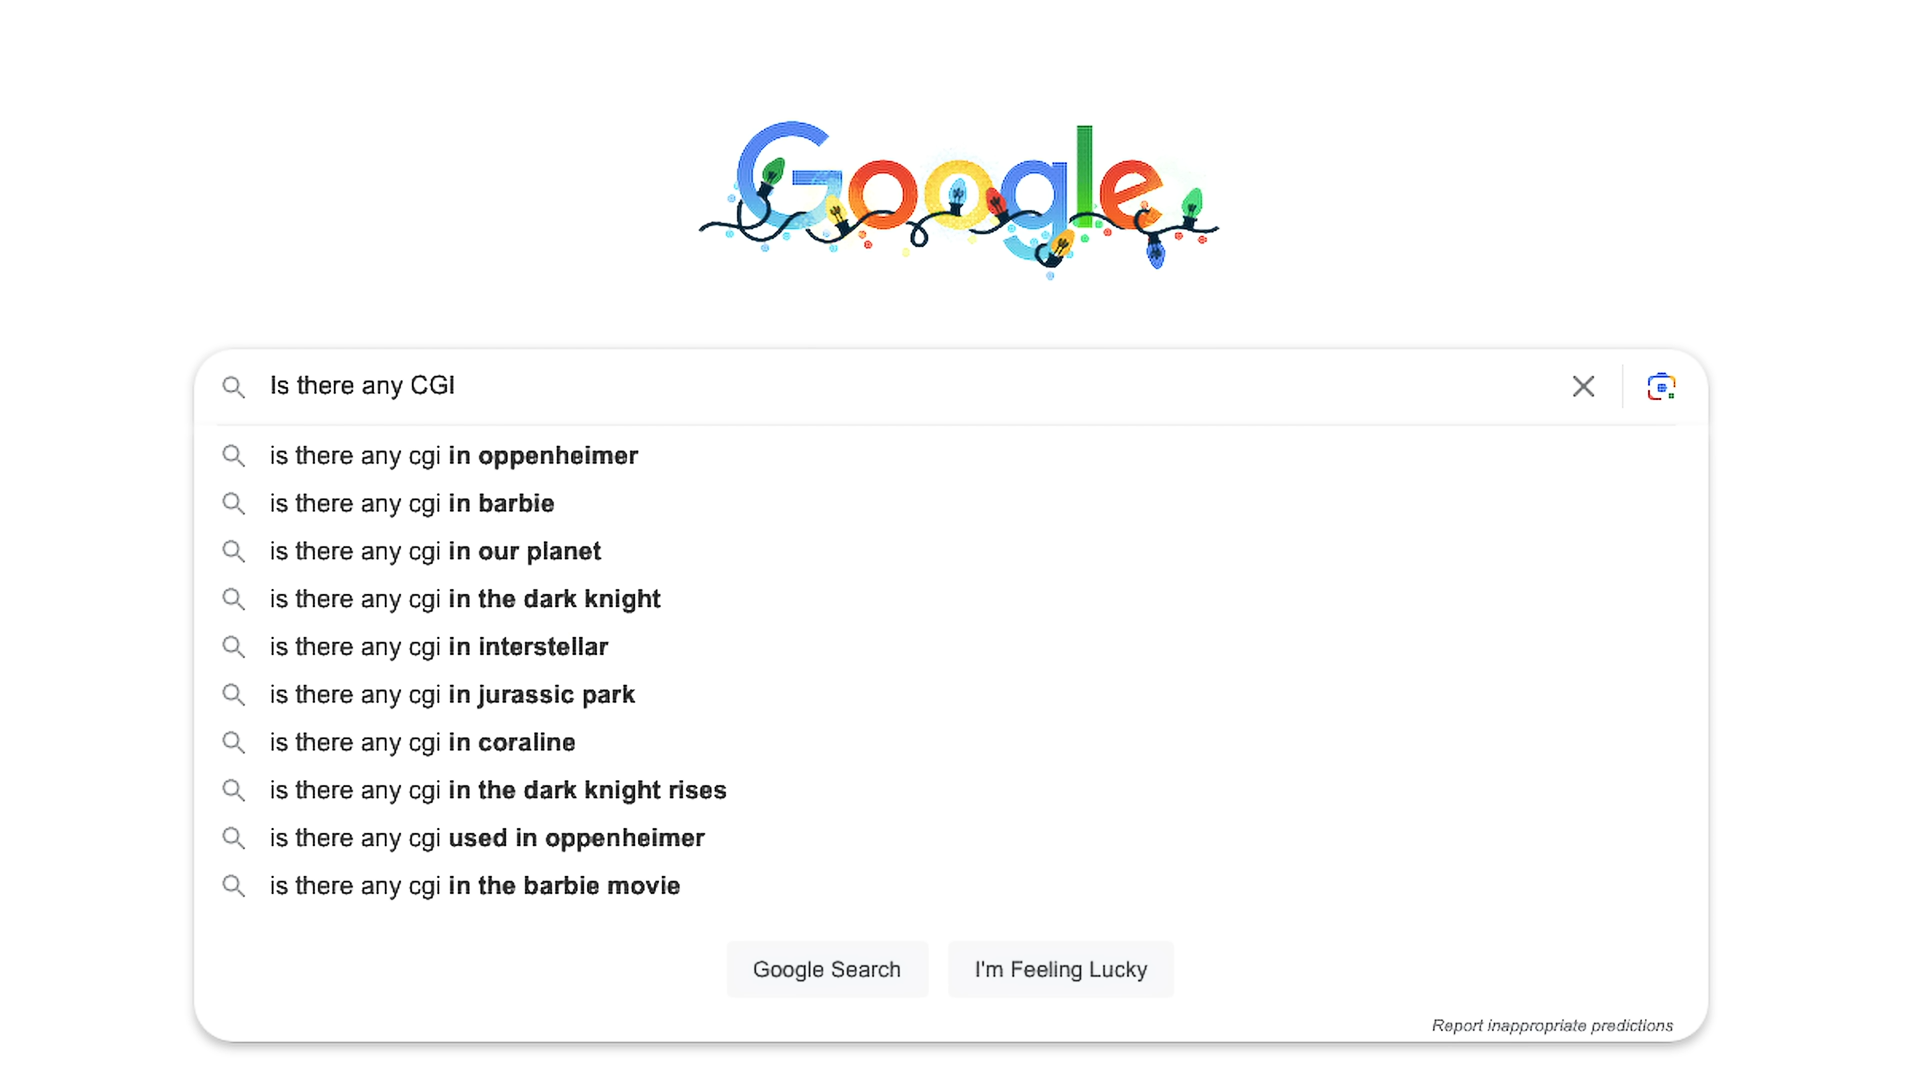 Google
Is there any CGI
is there any cgi in oppenheimer
is there any cgi in barbie
is there any cgi in our planet
is there any cgi in the dark knight
is there any cgi in interstellar
is there any cgi in jurassic park
is there any cgi in coraline
is there any cgi in the dark knight rises
is there any cgi used in oppenheimer
is there any cgi in the barbie movie
Google Search
I'm Feeling Lucky
Report inappropriate predictions